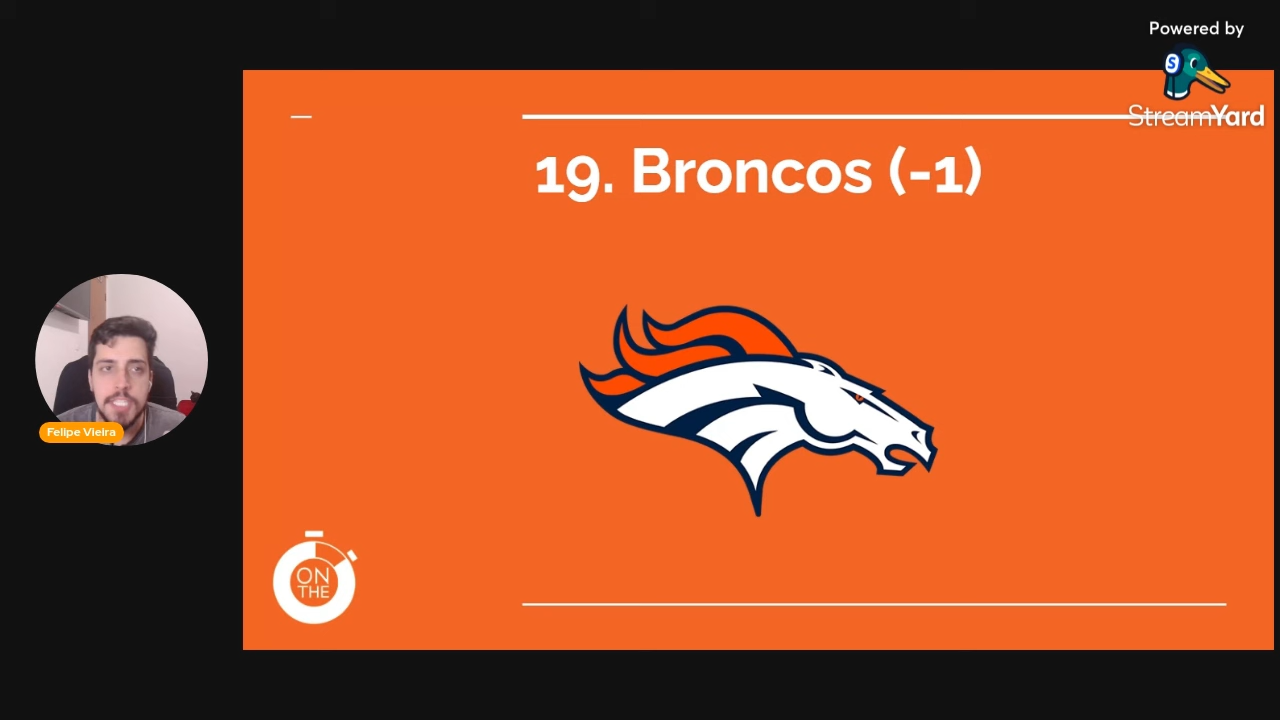 Powered by
StreamYard
19. Broncos (-1)
Felipe Vieira
ON
THE
S